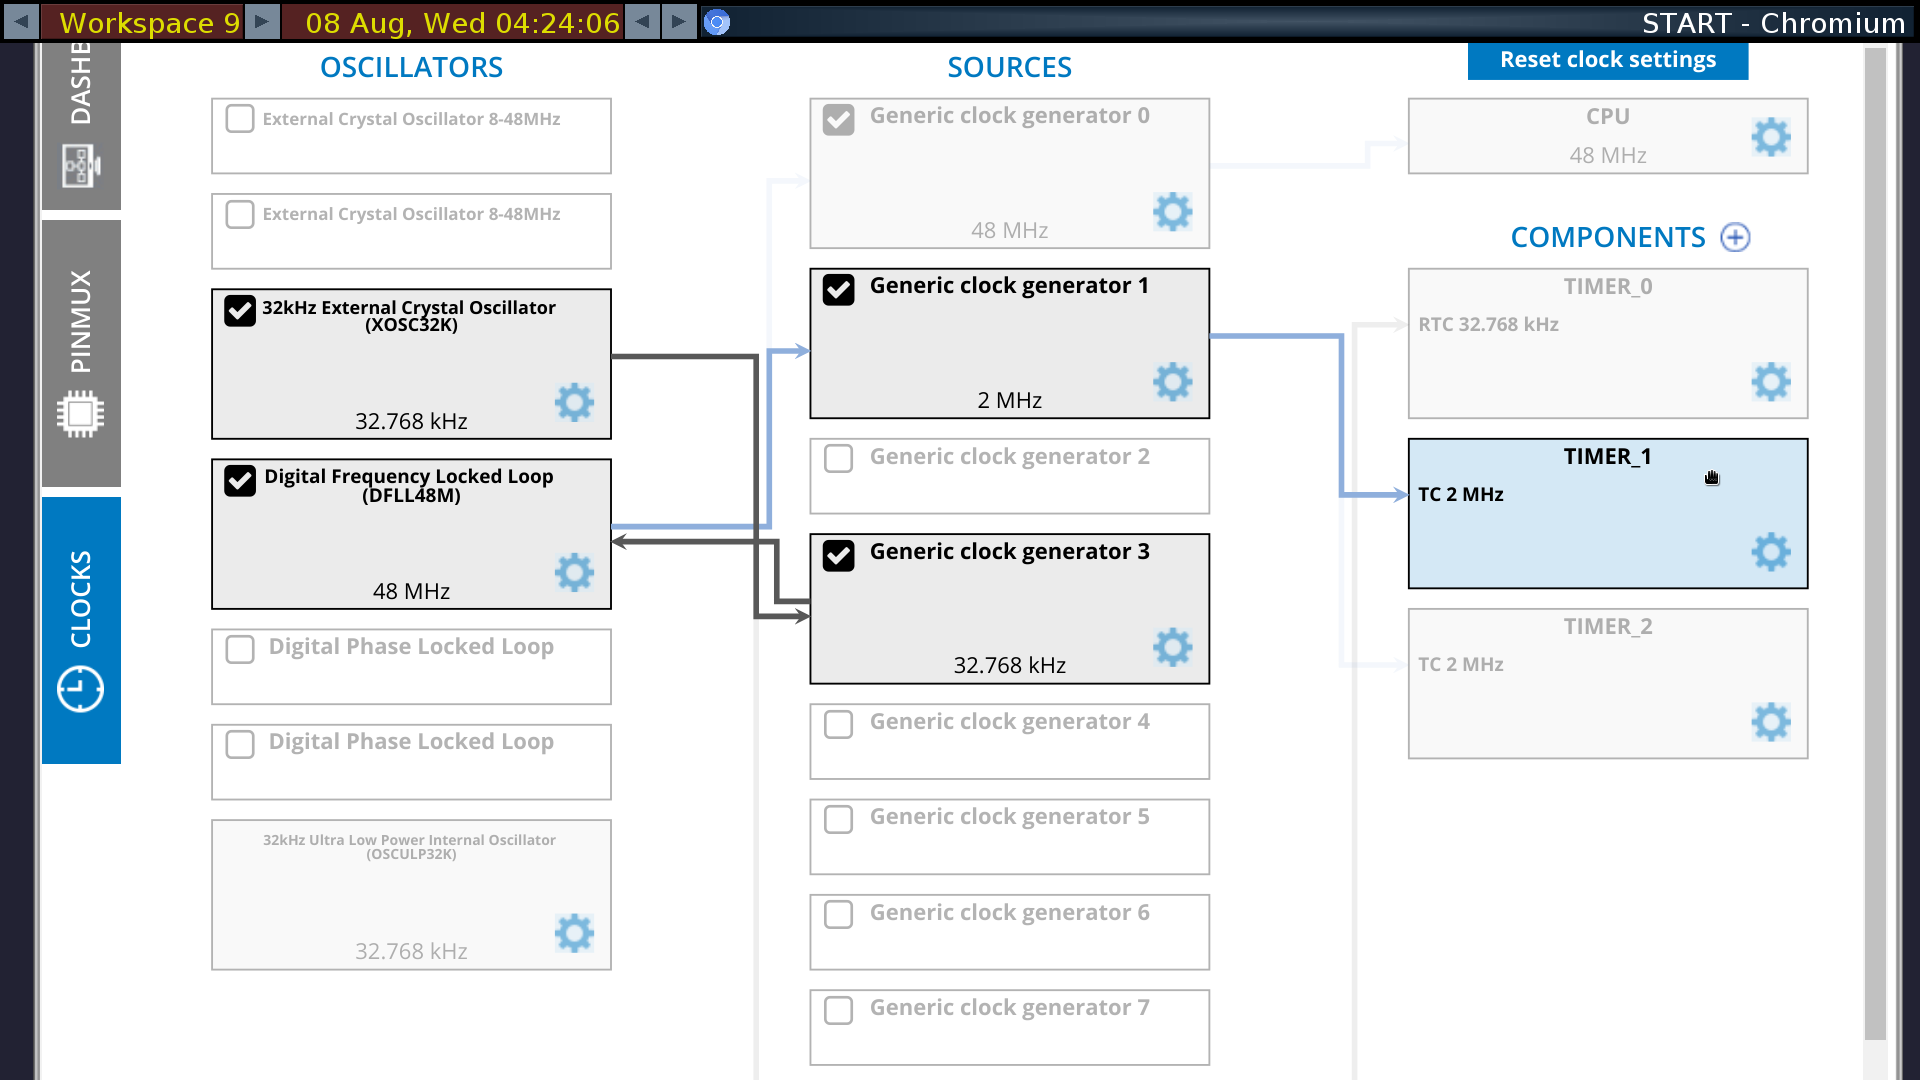 Workspace 9
08 Aug, Wed 04:24:06
START - Chromium
DASHB
PINMUX
CLOCKS
OSCILLATORS
External Crystal Oscillator 8-48MHz
External Crystal Oscillator 8-48MHz
32kHz External Crystal Oscillator
(XOSC32K)
32.768 kHz
Digital Frequency Locked Loop
(DFLL48M)
48 MHz
Digital Phase Locked Loop
Digital Phase Locked Loop
32kHz Ultra Low Power Internal Oscillator
(OSCULP32K)
32.768 kHz
SOURCES
Generic clock generator 0
48 MHz
Generic clock generator 1
2 MHz
Generic clock generator 2
Generic clock generator 3
32.768 kHz
Generic clock generator 4
Generic clock generator 5
Generic clock generator 6
Generic clock generator 7
Reset clock settings
CPU
48 MHz
COMPONENTS
TIMER_0
RTC 32.768 kHz
TIMER_1
TC 2 MHz
TIMER_2
TC 2 MHz